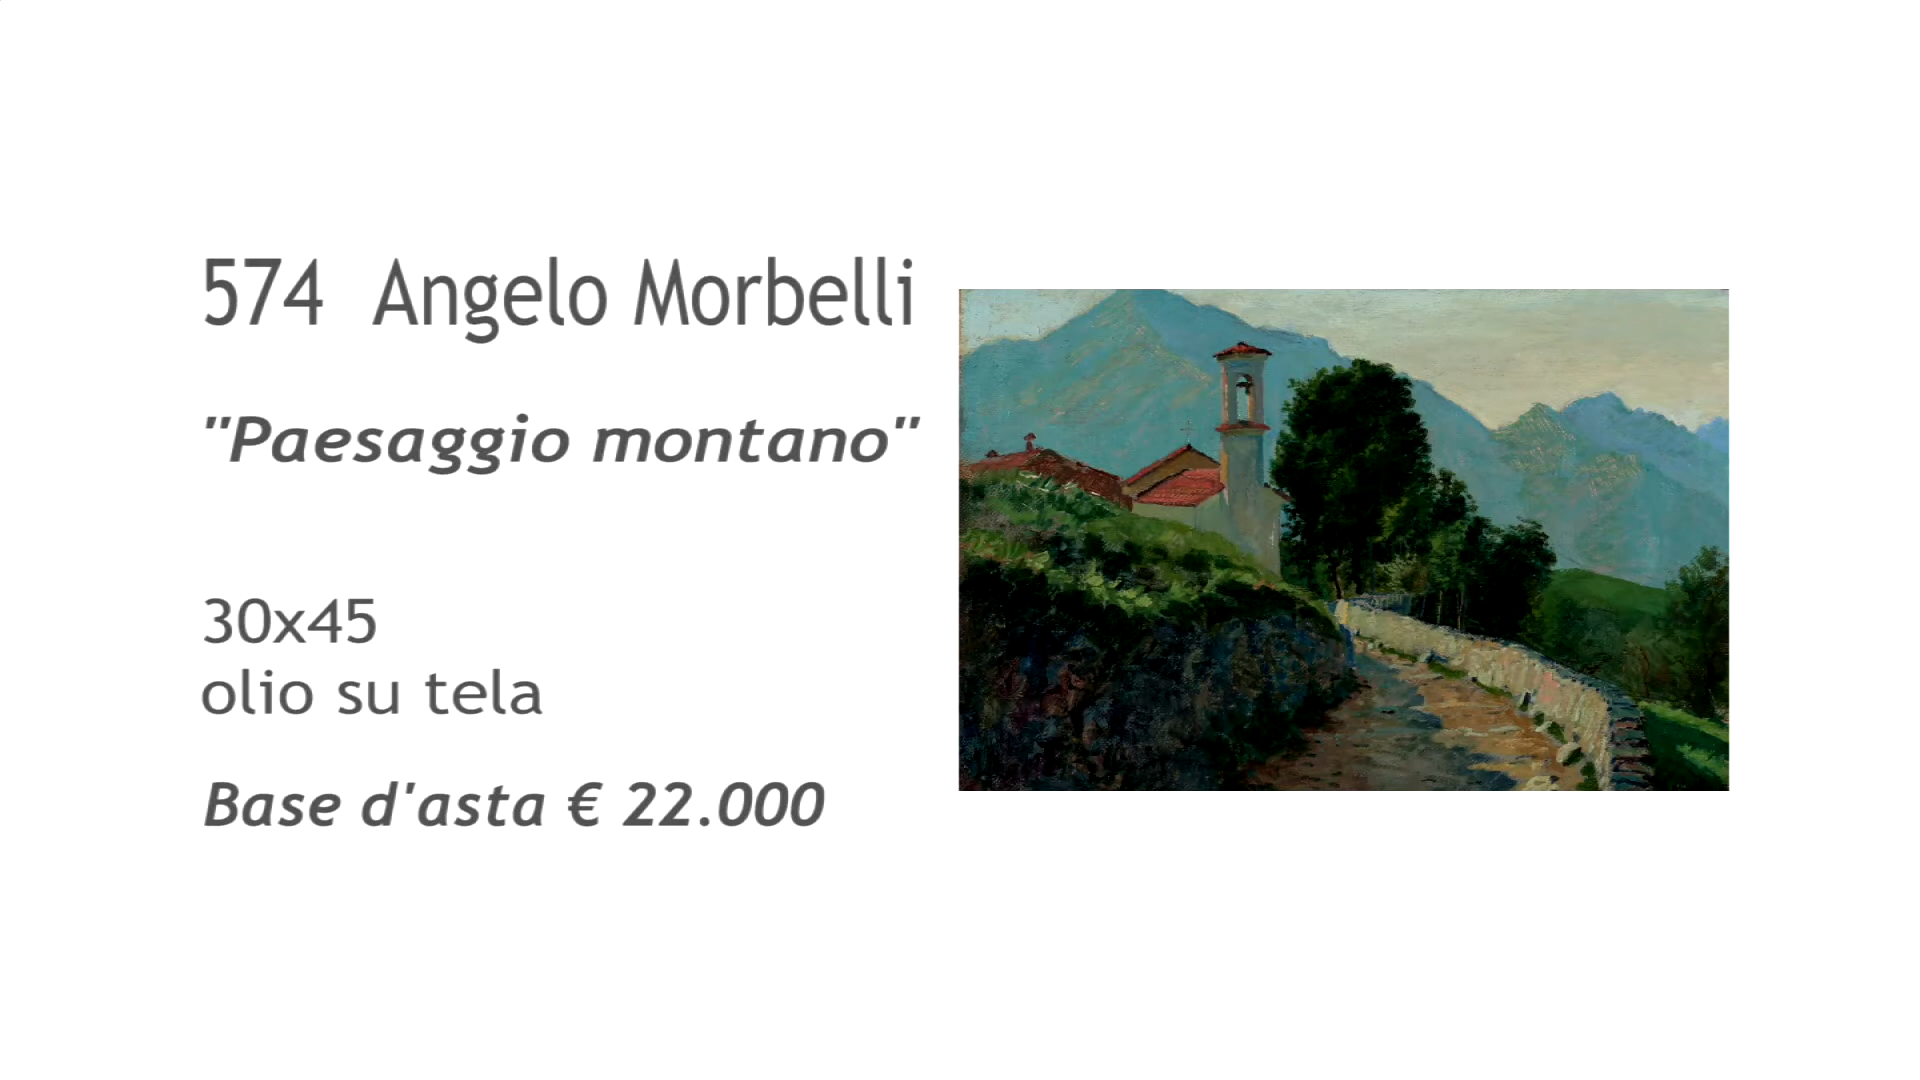 574 Angelo Morbelli
"Paesaggio montano"
30x45
olio su tela
Base d'asta € 22.000